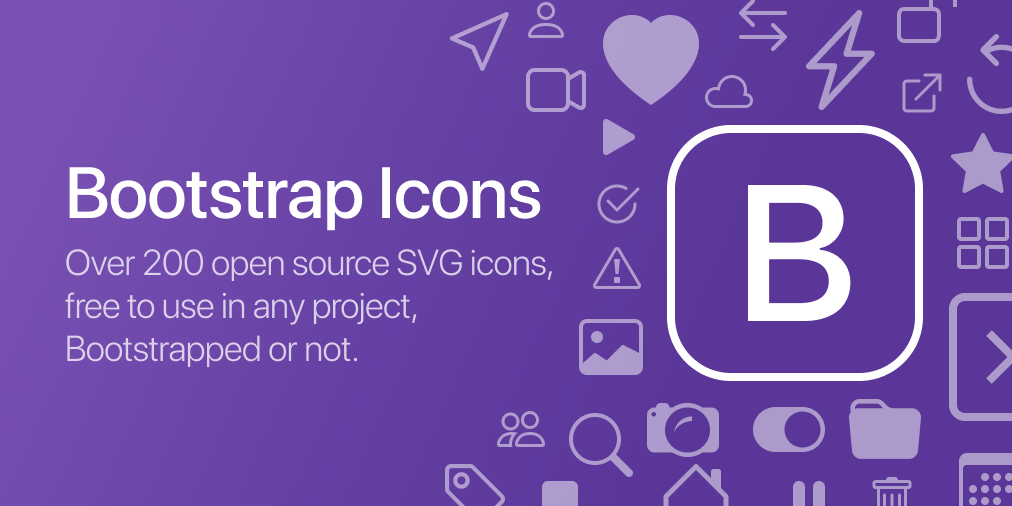 Bootstrap Icons
Over 200 open source SVG icons,
free to use in any project,
Bootstrapped or not.
B